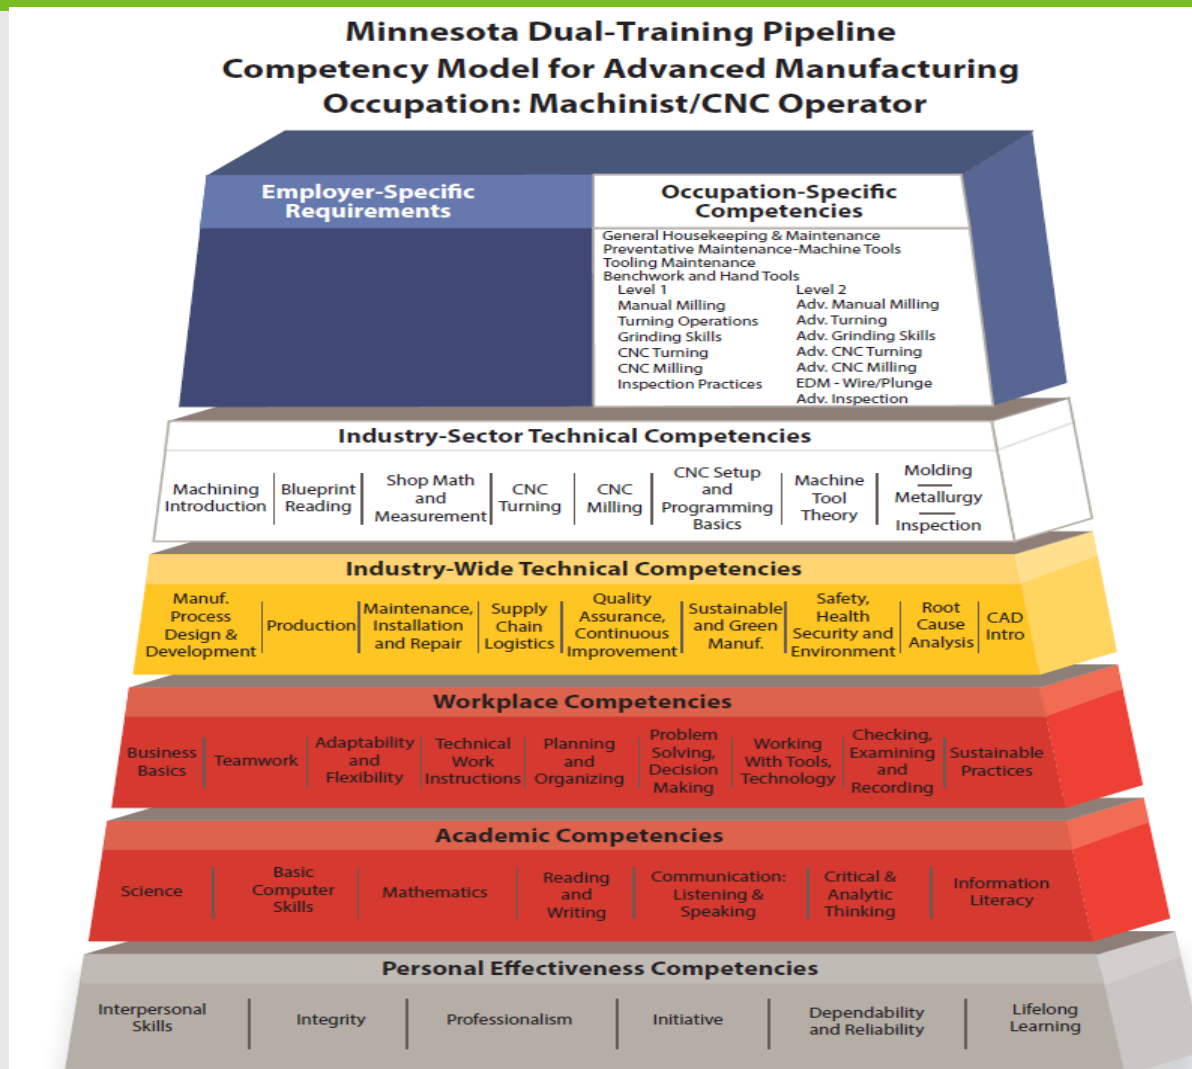 Minnesota Dual-Training Pipeline
Competency Model for Advanced Manufacturing
Occupation: Machinist/CNC Operator
Employer-Specific
Requirements
Occupation-Specific
Competencies
General Housekeeping & Maintenance
Preventative Maintenance-Machine Tools
Tooling Maintenance
Benchwork and Hand Tools
Level 1
Manual Milling
Turning Operations
Grinding Skills
CNC Turning
CNC Milling
Inspection Practices
Level 2
Adv. Manual Milling
Adv. Turning
Adv. Grinding Skills
Adv. CNC Turning
Adv. CNC Milling
EDM - Wire/Plunge
Adv. Inspection
Industry-Sector Technical Competencies
Machining
Introduction
Blueprint
Reading
Shop Math
and
Measurement
CNC
Turning
CNC
Milling
CNC Setup
and
Programming
Basics
Machine
Tool
Theory
Molding
Metallurgy
Inspection
Industry-Wide Technical Competencies
Manuf.
Process
Design &
Development
Production
Maintenance,
Installation
and Repair
Supply
Chain
Logistics
Quality
Assurance,
Continuous
Improvement
Sustainable
and Green
Manuf.
Safety,
Health
Security and
Environment
Root
Cause
Analysis
CAD
Intro
Workplace Competencies
Business
Basics
Teamwork
Adaptability
and
Flexibility
Technical
Work
Instructions
Planning
and
Organizing
Problem
Solving,
Decision
Making
Working
With Tools,
Technology
Checking,
Examining
and
Recording
Sustainable
Practices
Academic Competencies
Science
Basic
Computer
Skills
Mathematics
Reading
and
Writing
Communication:
Listening &
Speaking
Critical &
Analytic
Thinking
Information
Literacy
Personal Effectiveness Competencies
Interpersonal
Skills
Integrity
Professionalism
Initiative
Dependability
and Reliability
Lifelong
Learning